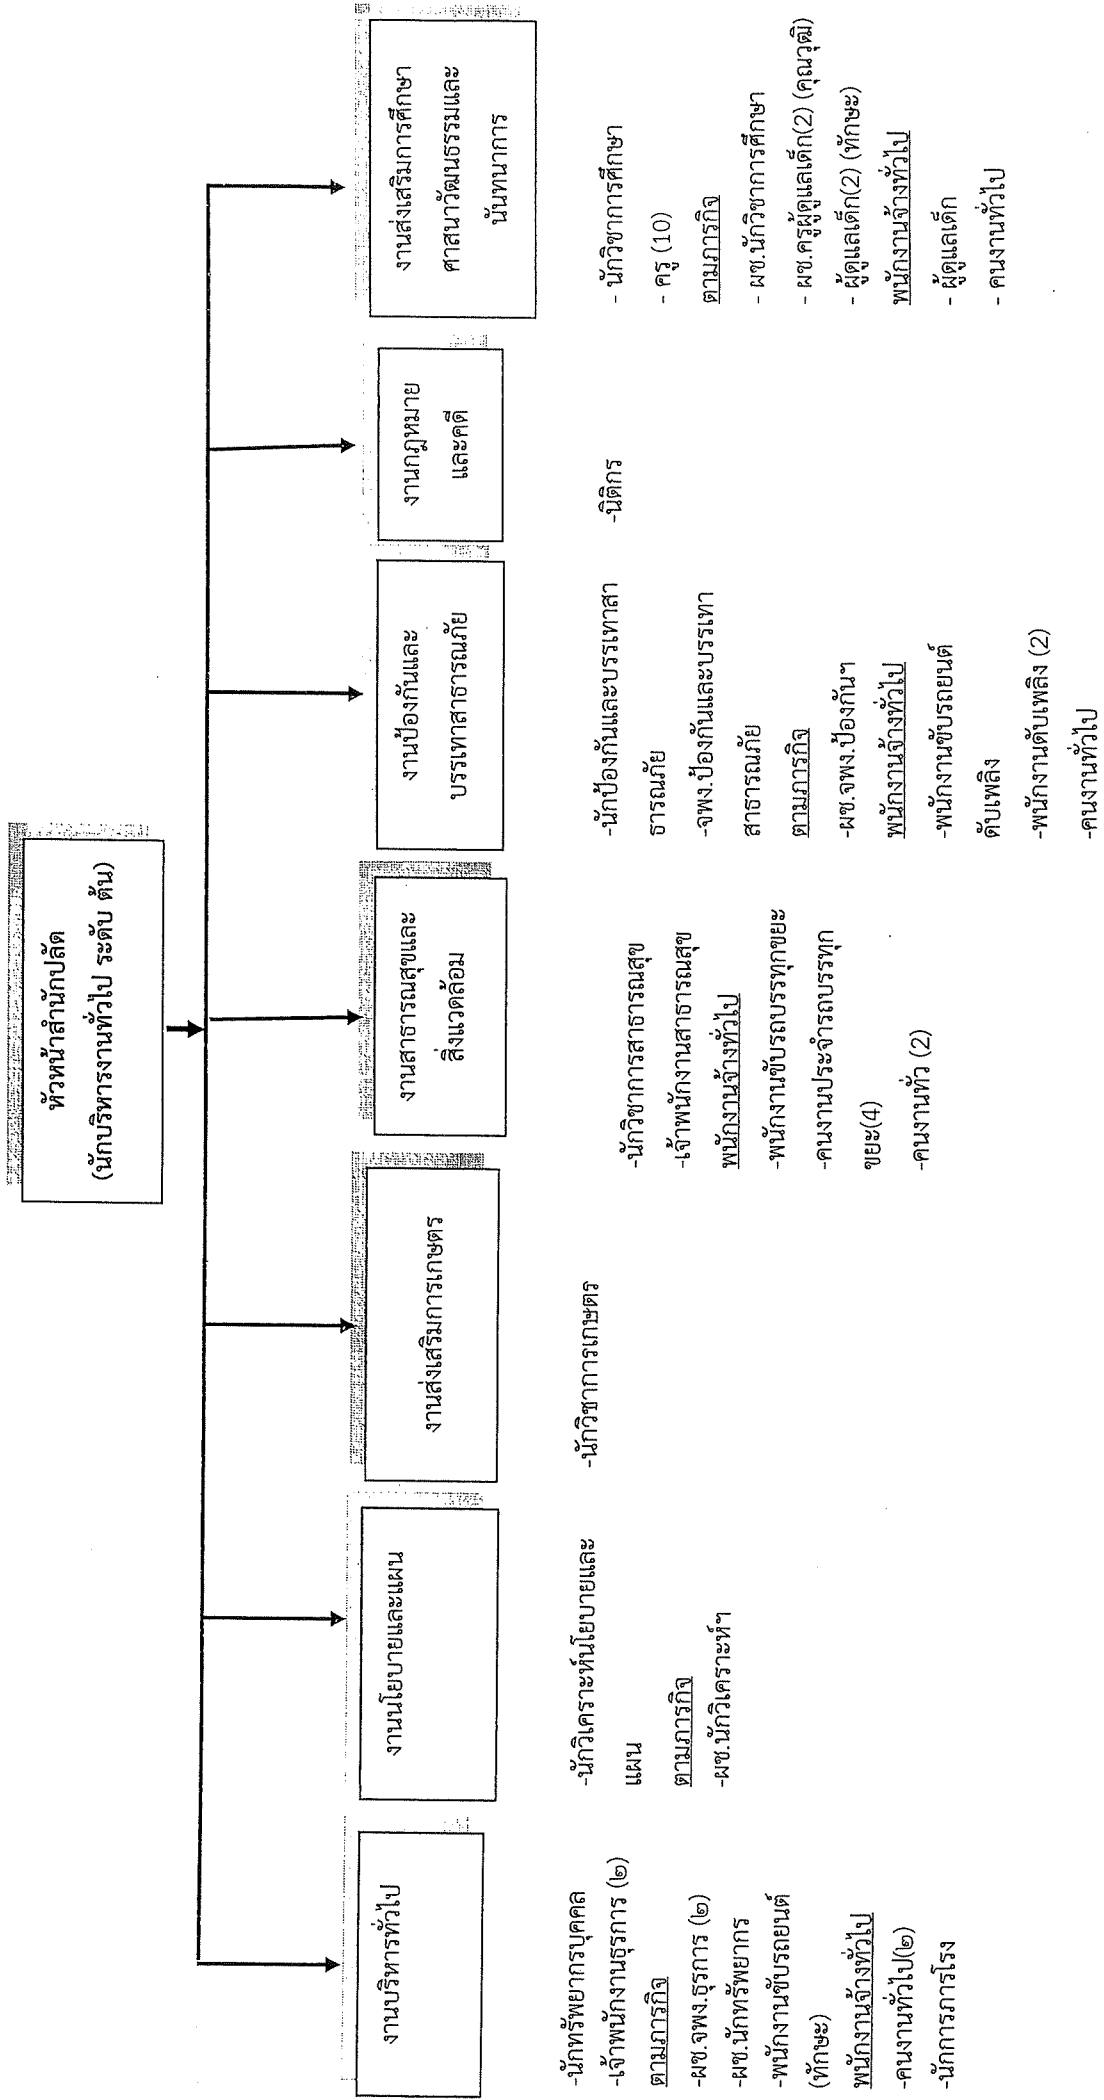 หัวหน้าสำนักปลัด
(นักบริหารงานทั่วไป ระดับ ต้น)
งานบริหารทั่วไป
-นักทรัพยากรบุคคล
-เจ้าพนักงานธุรการ (๒)
ตามภารกิจ
-ผช.จพง.ธุรการ (๒)
-ผช.นักทรัพยากร
-พนักงานขับรถยนต์
(ทักษะ)
พนักงานจ้างทั่วไป
-คนงานทั่วไป(๒)
-นักการภารโรง
งานนโยบายและแผน
-นักวิเคราะห์นโยบายและ
แผน
ตามภารกิจ
-ผช.นักวิเคราะห์ฯ
งานส่งเสริมการเกษตร
-นักวิชาการเกษตร
งานสาธารณสุขและ
สิ่งแวดล้อม
-นักวิชาการสาธารณสุข
-เจ้าพนักงานสาธารณสุข
พนักงานจ้างทั่วไป
-พนักงานขับรถบรรทุกขยะ
-คนงานประจำรถบรรทุก
ขยะ(4)
-คนงานทั่ว (2)
งานป้องกันและ
บรรเทาสาธารณภัย
-นักป้องกันและบรรเทาสา
ธารณภัย
-จพง.ป้องกันและบรรเทา
สาธารณภัย
ตามภารกิจ
-ผช.จพง.ป้องกันฯ
พนักงานจ้างทั่วไป
-พนักงานขับรถยนต์
ดับเพลิง
-พนักงานดับเพลิง (2)
-คนงานทั่วไป
งานกฎหมาย
และคดี
-นิติกร
งานส่งเสริมการศึกษา
ศาสนาวัฒนธรรมและ
นันทนาการ
- นักวิชาการศึกษา
- ครู (10)
ตามภารกิจ
- ผช.นักวิชาการศึกษา
- ผช.ครูผู้ดูแลเด็ก(2) (คุณวุฒิ)
- ผู้ดูแลเด็ก(2) (ทักษะ)
พนักงานจ้างทั่วไป
- ผู้ดูแลเด็ก
- คนงานทั่วไป